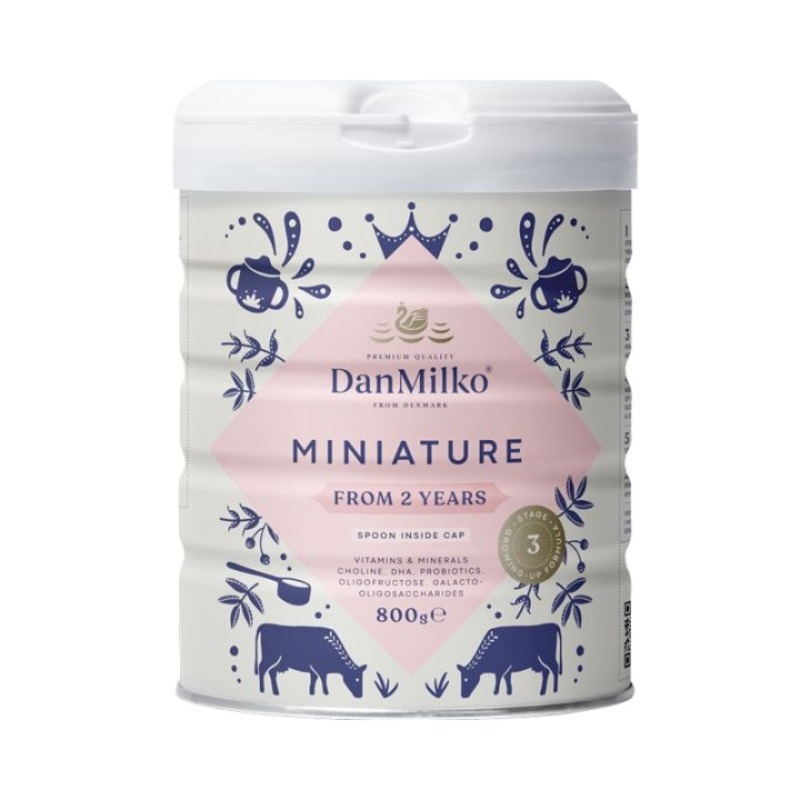 PREMIUM QUALITY
DanMilko®
FROM DENMARK
MINIATURE
FROM 2 YEARS
SPOON INSIDE CAP
STAGE
3
GROWING-UP FORMULA
VITAMINS & MINERALS
CHOLINE, DHA, PROBIOTICS,
OLIGOFRUCTOSE, GALACTO-
OLIGOSACCHARIDES
800g℮